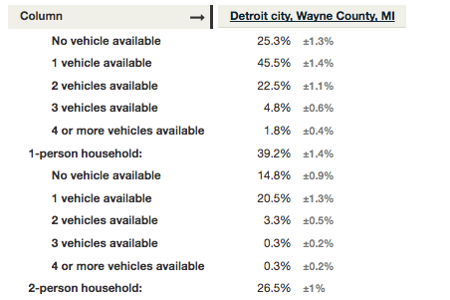 Column → Detroit city, Wayne County, MI
No vehicle available 25.3% ±1.3%
1 vehicle available 45.5% ±1.4%
2 vehicles available 22.5% ±1.1%
3 vehicles available 4.8% ±0.6%
4 or more vehicles available 1.8% ±0.4%
1-person household: 39.2% ±1.4%
No vehicle available 14.8% ±0.9%
1 vehicle available 20.5% ±1.3%
2 vehicles available 3.3% ±0.5%
3 vehicles available 0.3% ±0.2%
4 or more vehicles available 0.3% ±0.2%
2-person household: 26.5% ±1%